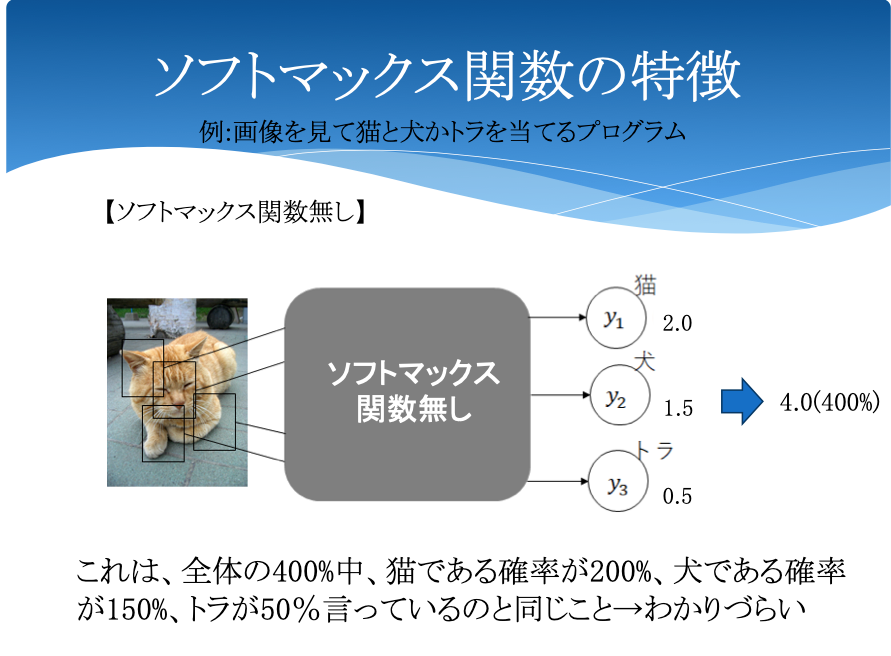 ソフトマックス関数の特徴
例:画像を見て猫と犬かトラを当てるプログラム
【ソフトマックス関数無し】
ソフトマックス
関数無し
猫
y₁
2.0
犬
y₂
1.5
4.0(400%)
トラ
y₃
0.5
これは、全体の400%中、猫である確率が200%、犬である確率
が150%、トラが50％言っているのと同じこと→わかりづらい